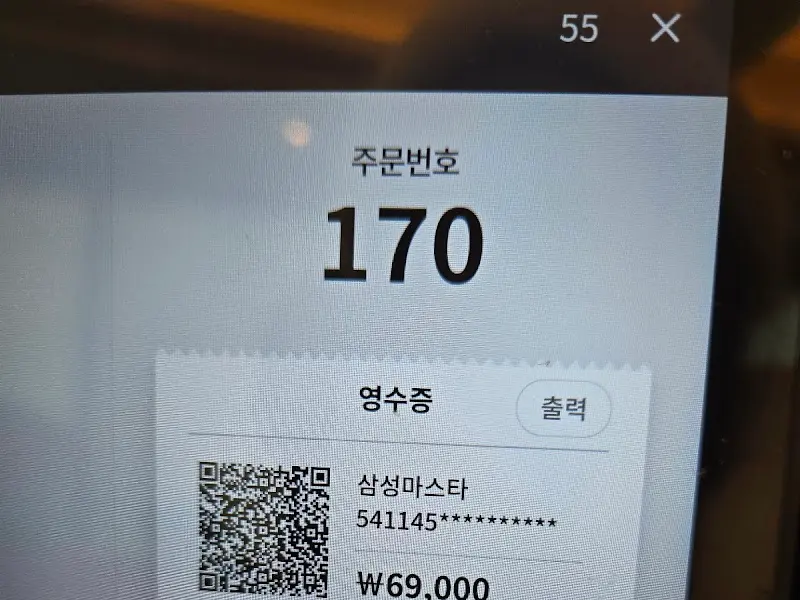 55 ×
주문번호
170
영수증 출력
삼성마스타
541145**********
₩69,000